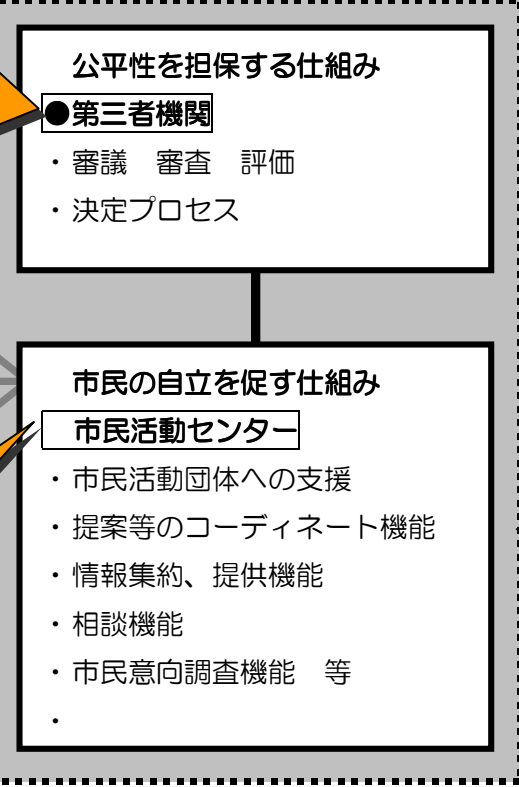 公平性を担保する仕組み
●第三者機関
・審議　審査　評価
・決定プロセス
市民の自立を促す仕組み
市民活動センター
・市民活動団体への支援
・提案等のコーディネート機能
・情報集約、提供機能
・相談機能
・市民意向調査機能　等
・